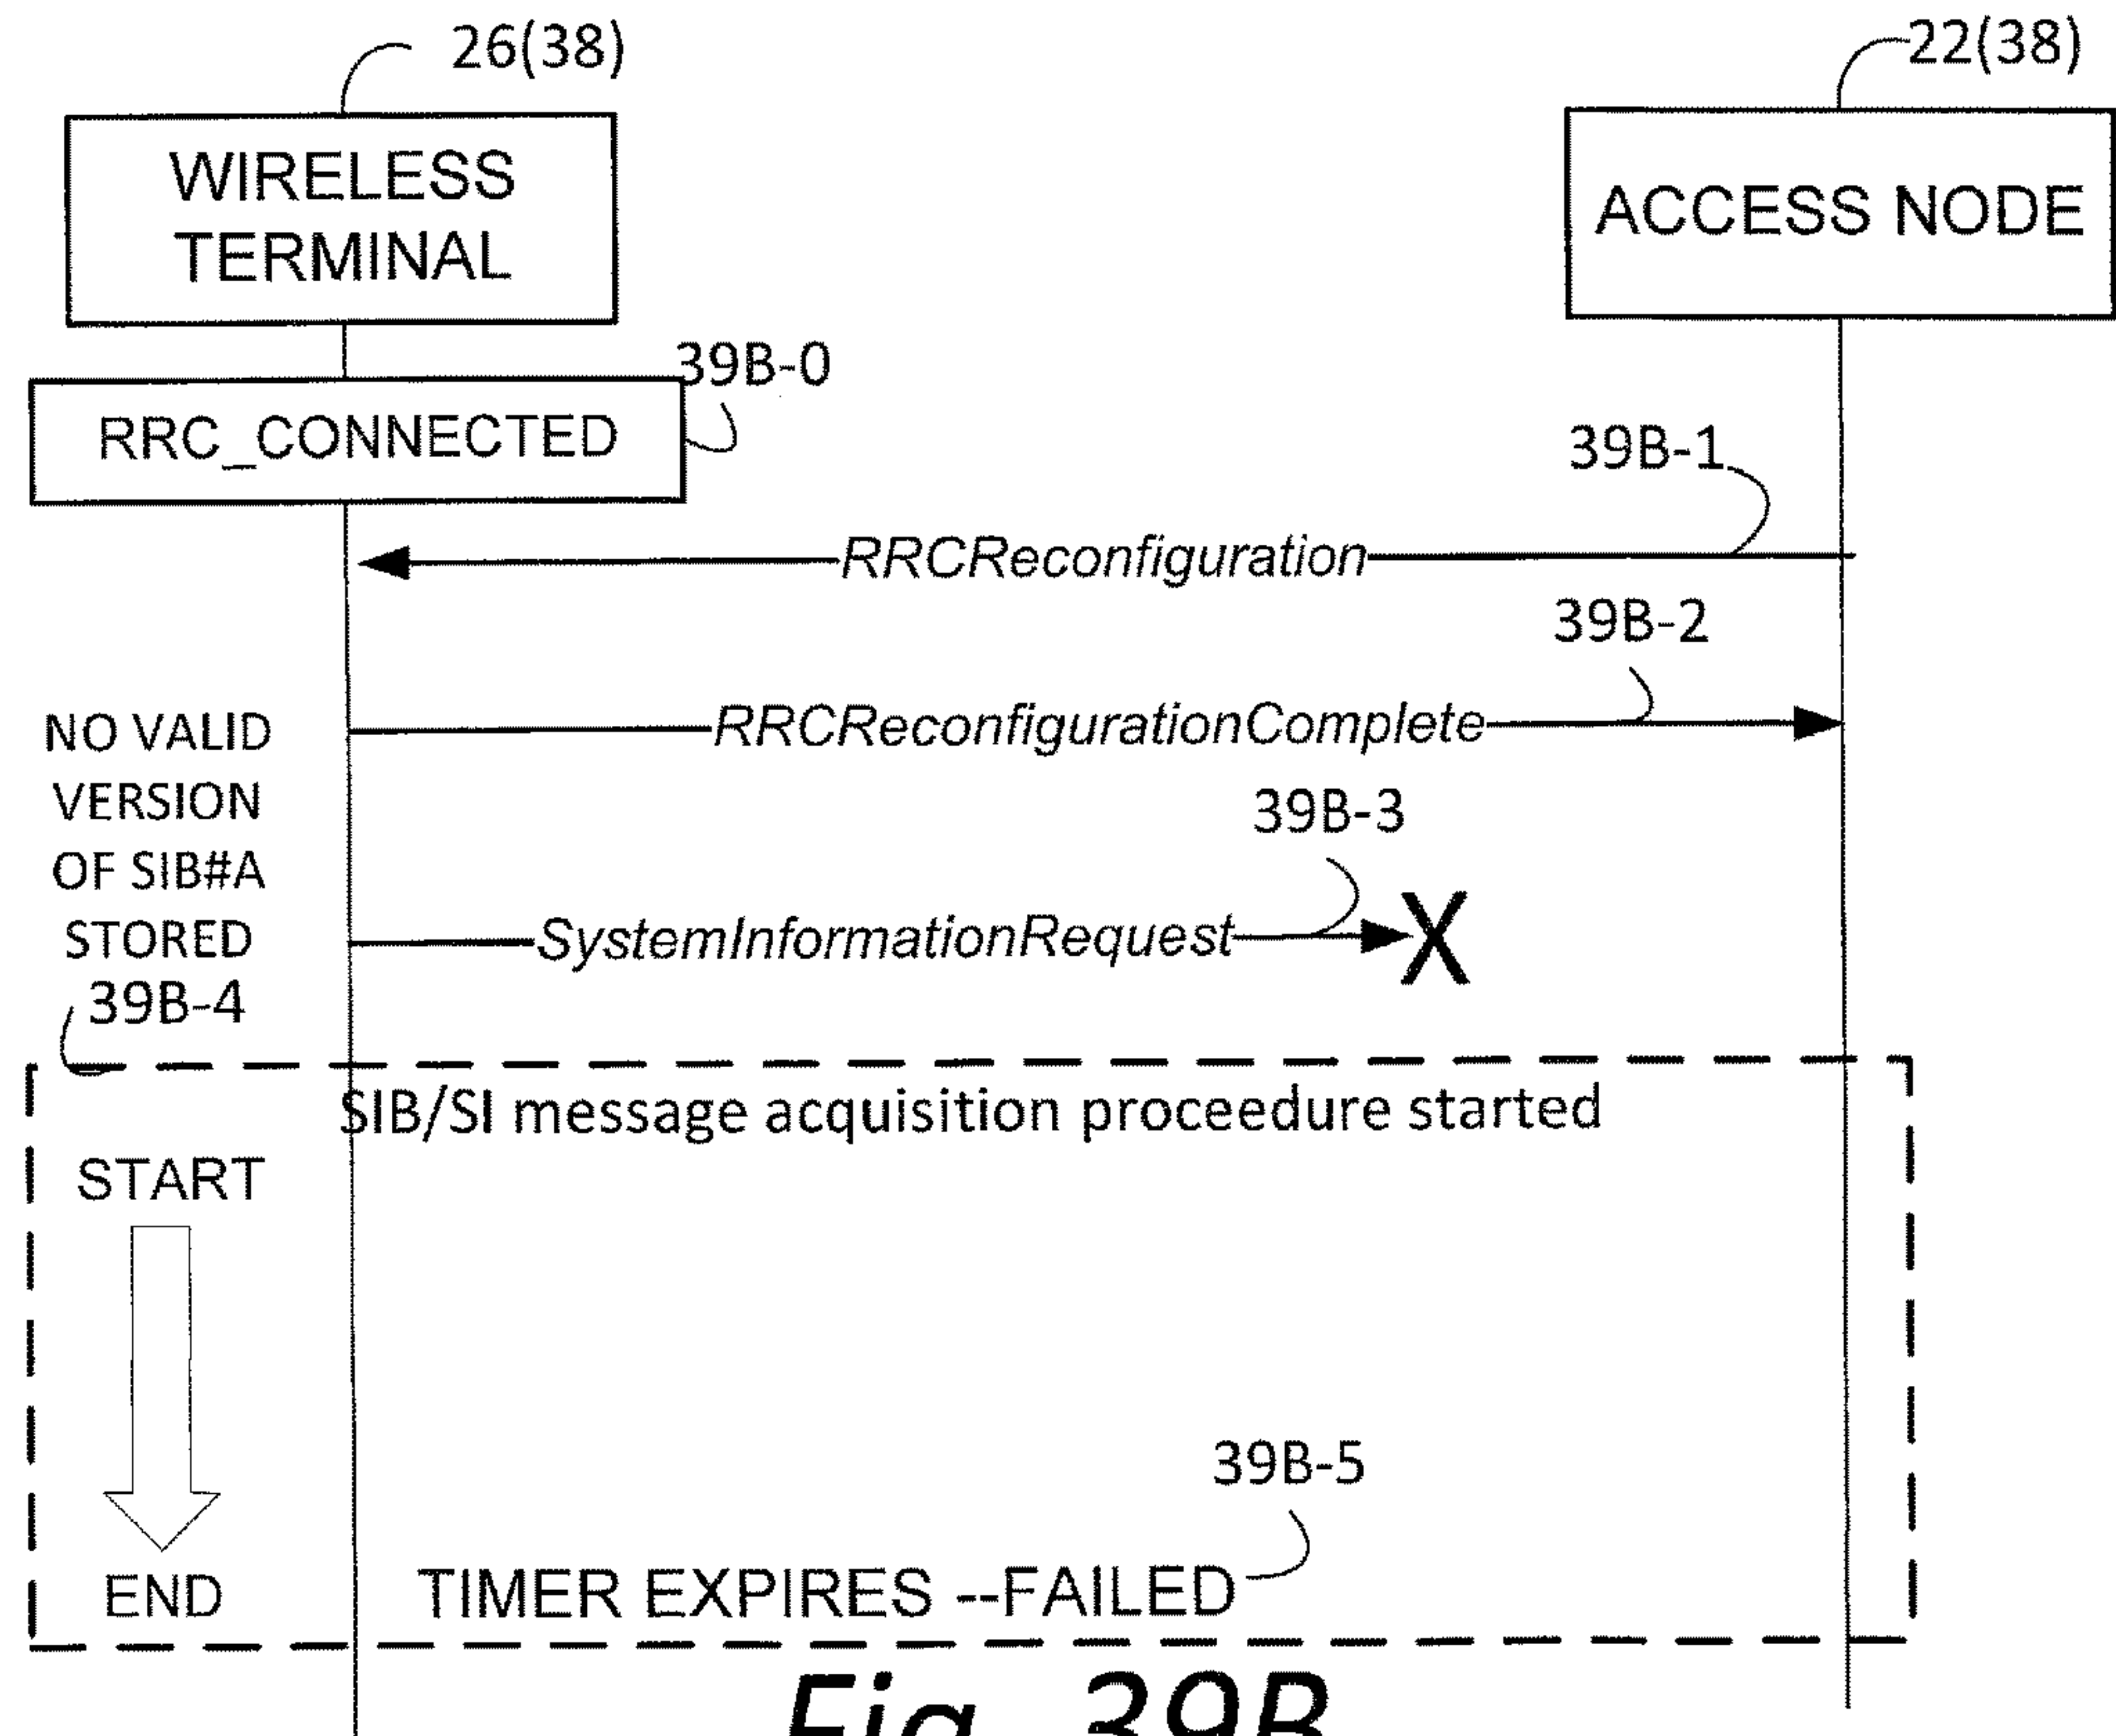 26(38)
22(38)
WIRELESS
TERMINAL
ACCESS NODE
39B-0
RRC_CONNECTED
39B-1
RRCReconfiguration
39B-2
RRCReconfigurationComplete
NO VALID
VERSION
OF SIB#A
STORED
39B-3
SystemInformationRequest
X
39B-4
SIB/SI message acquisition proceedure started
START
39B-5
END
TIMER EXPIRES --FAILED
Fig. 39B